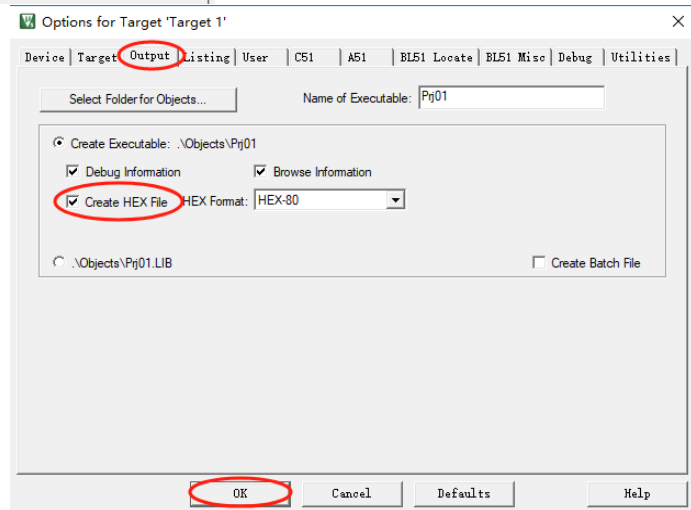 Options for Target 'Target 1'
Device Target Output Listing User C51 A51 BL51 Locate BL51 Misc Debug Utilities
Select Folder for Objects... Name of Executable: Prj01
Create Executable: .\Objects\Prj01
Debug Information Browse Information
Create HEX File HEX Format: HEX-80
.\Objects\Prj01.LIB Create Batch File
OK Cancel Defaults Help